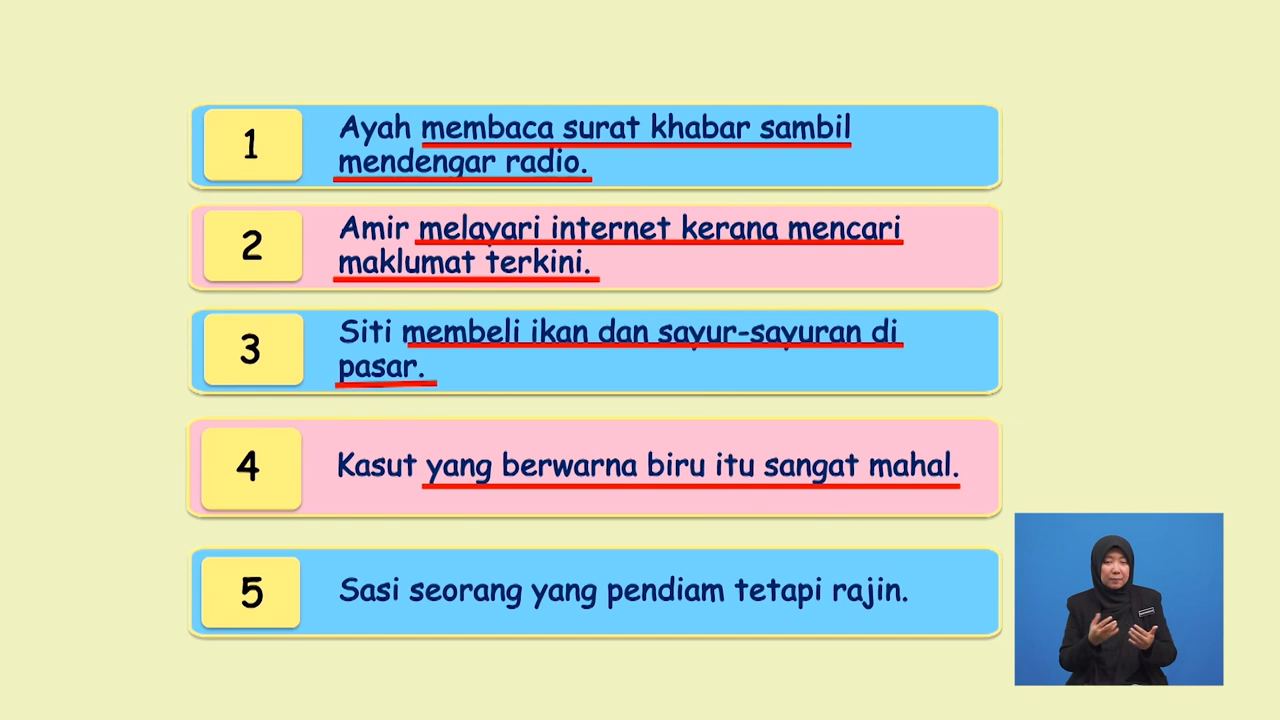 1
Ayah membaca surat khabar sambil
mendengar radio.
2
Amir melayari internet kerana mencari
maklumat terkini.
3
Siti membeli ikan dan sayur-sayuran di
pasar.
4
Kasut yang berwarna biru itu sangat mahal.
5
Sasi seorang yang pendiam tetapi rajin.